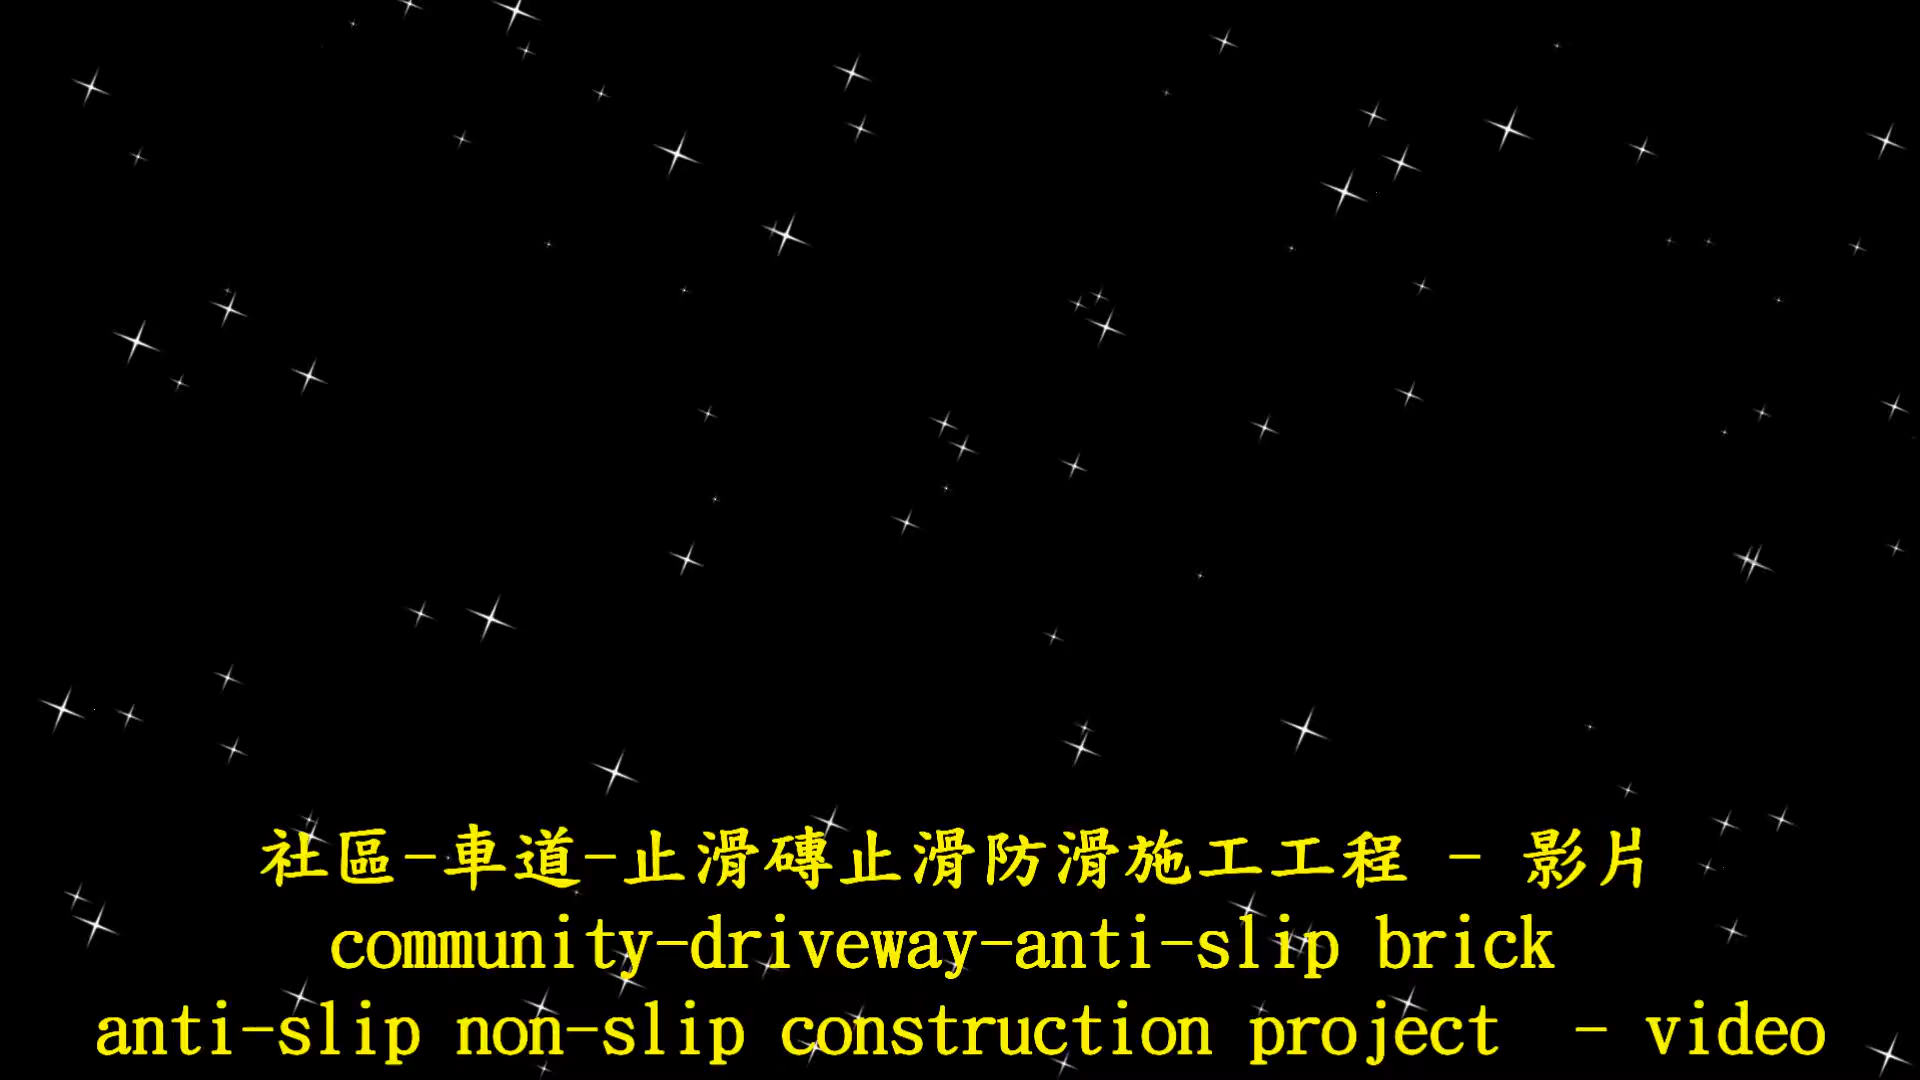 社區-車道-止滑磚止滑防滑施工工程 - 影片
community-driveway-anti-slip brick
anti-slip non-slip construction project - video